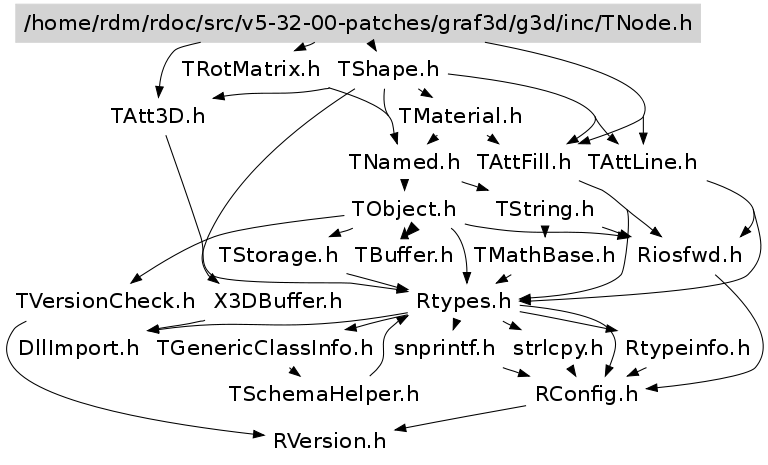 /home/rdm/rdoc/src/v5-32-00-patches/graf3d/g3d/inc/TNode.h
TRotMatrix.h TShape.h
TAtt3D.h TMaterial.h
TNamed.h TAttFill.h TAttLine.h
TObject.h TString.h
TStorage.h TBuffer.h TMathBase.h Riosfwd.h
TVersionCheck.h X3DBuffer.h Rtypes.h
DllImport.h TGenericClassInfo.h snprintf.h strlcpy.h Rtypeinfo.h
TSchemaHelper.h RConfig.h
RVersion.h